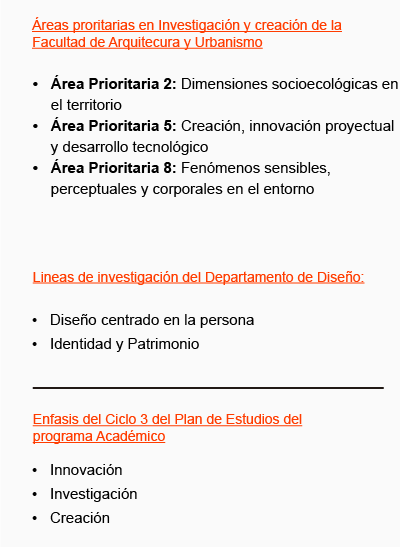 Áreas proritarias en Investigación y creación de la
Facultad de Arquitecura y Urbanismo
• Área Prioritaria 2: Dimensiones socioecológicas en
el territorio
• Área Prioritaria 5: Creación, innovación proyectual
y desarrollo tecnológico
• Área Prioritaria 8: Fenómenos sensibles,
perceptuales y corporales en el entorno
Lineas de investigación del Departamento de Diseño:
• Diseño centrado en la persona
• Identidad y Patrimonio
Enfasis del Ciclo 3 del Plan de Estudios del
programa Académico
• Innovación
• Investigación
• Creación